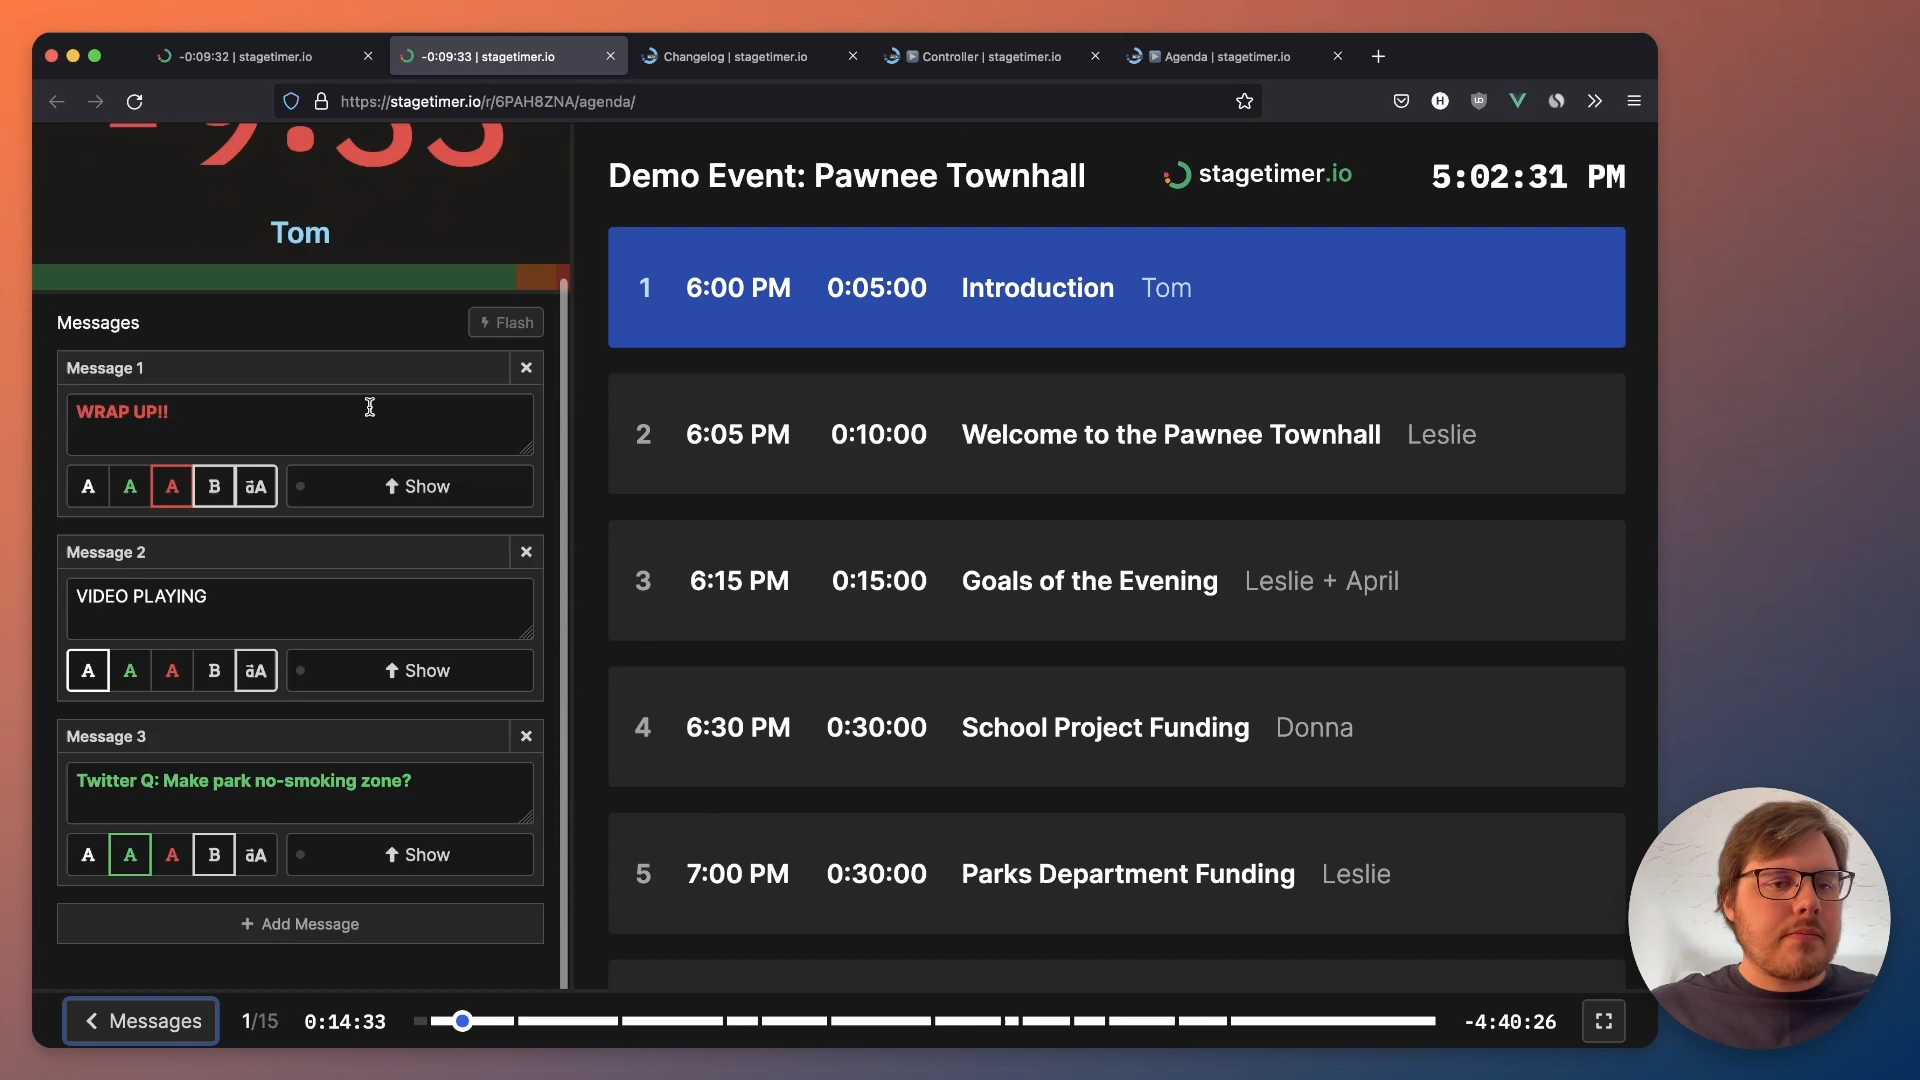 -0:09:32 | stagetimer.io
-0:09:33 | stagetimer.io
Changelog | stagetimer.io
Controller | stagetimer.io
Agenda | stagetimer.io
https://stagetimer.io/r/6PAH8ZNA/agenda/
-9:33
Tom
Demo Event: Pawnee Townhall
stagetimer.io
5:02:31 PM
1 6:00 PM 0:05:00 Introduction Tom
2 6:05 PM 0:10:00 Welcome to the Pawnee Townhall Leslie
3 6:15 PM 0:15:00 Goals of the Evening Leslie + April
4 6:30 PM 0:30:00 School Project Funding Donna
5 7:00 PM 0:30:00 Parks Department Funding Leslie
Messages
Flash
Message 1
WRAP UP!!
A A A B aA Show
Message 2
VIDEO PLAYING
A A A B aA Show
Message 3
Twitter Q: Make park no-smoking zone?
A A A B aA Show
+ Add Message
Messages 1/15 0:14:33 -4:40:26